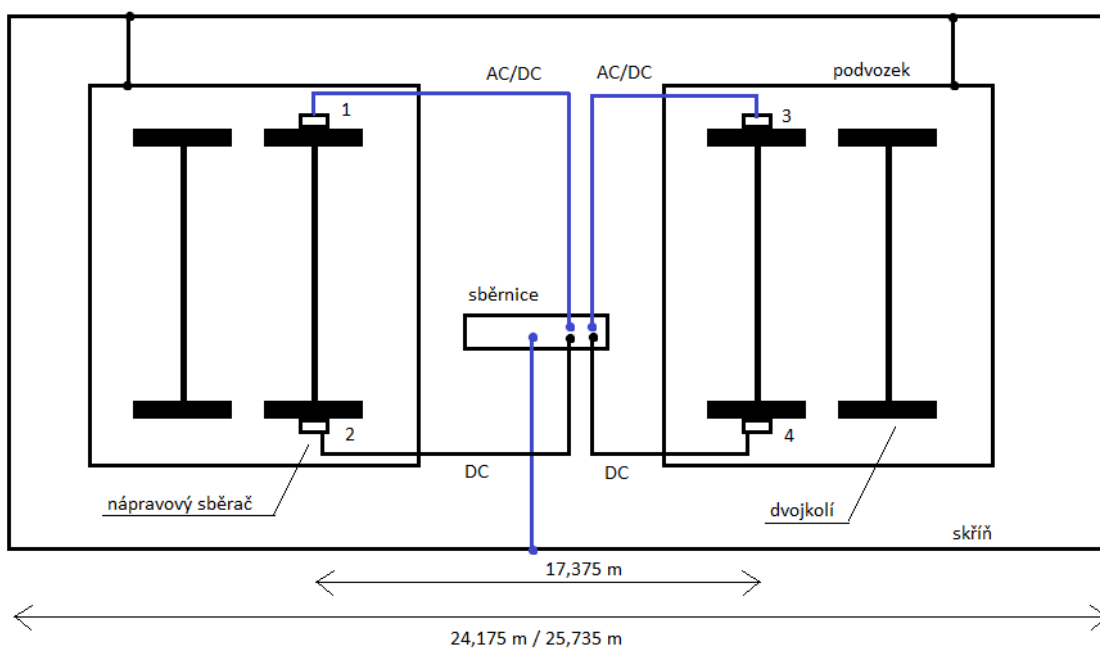 AC/DC
AC/DC
podvozek
1
3
sběrnice
2
4
DC
DC
nápravový sběrač
dvojkolí
skříň
17,375 m
24,175 m / 25,735 m